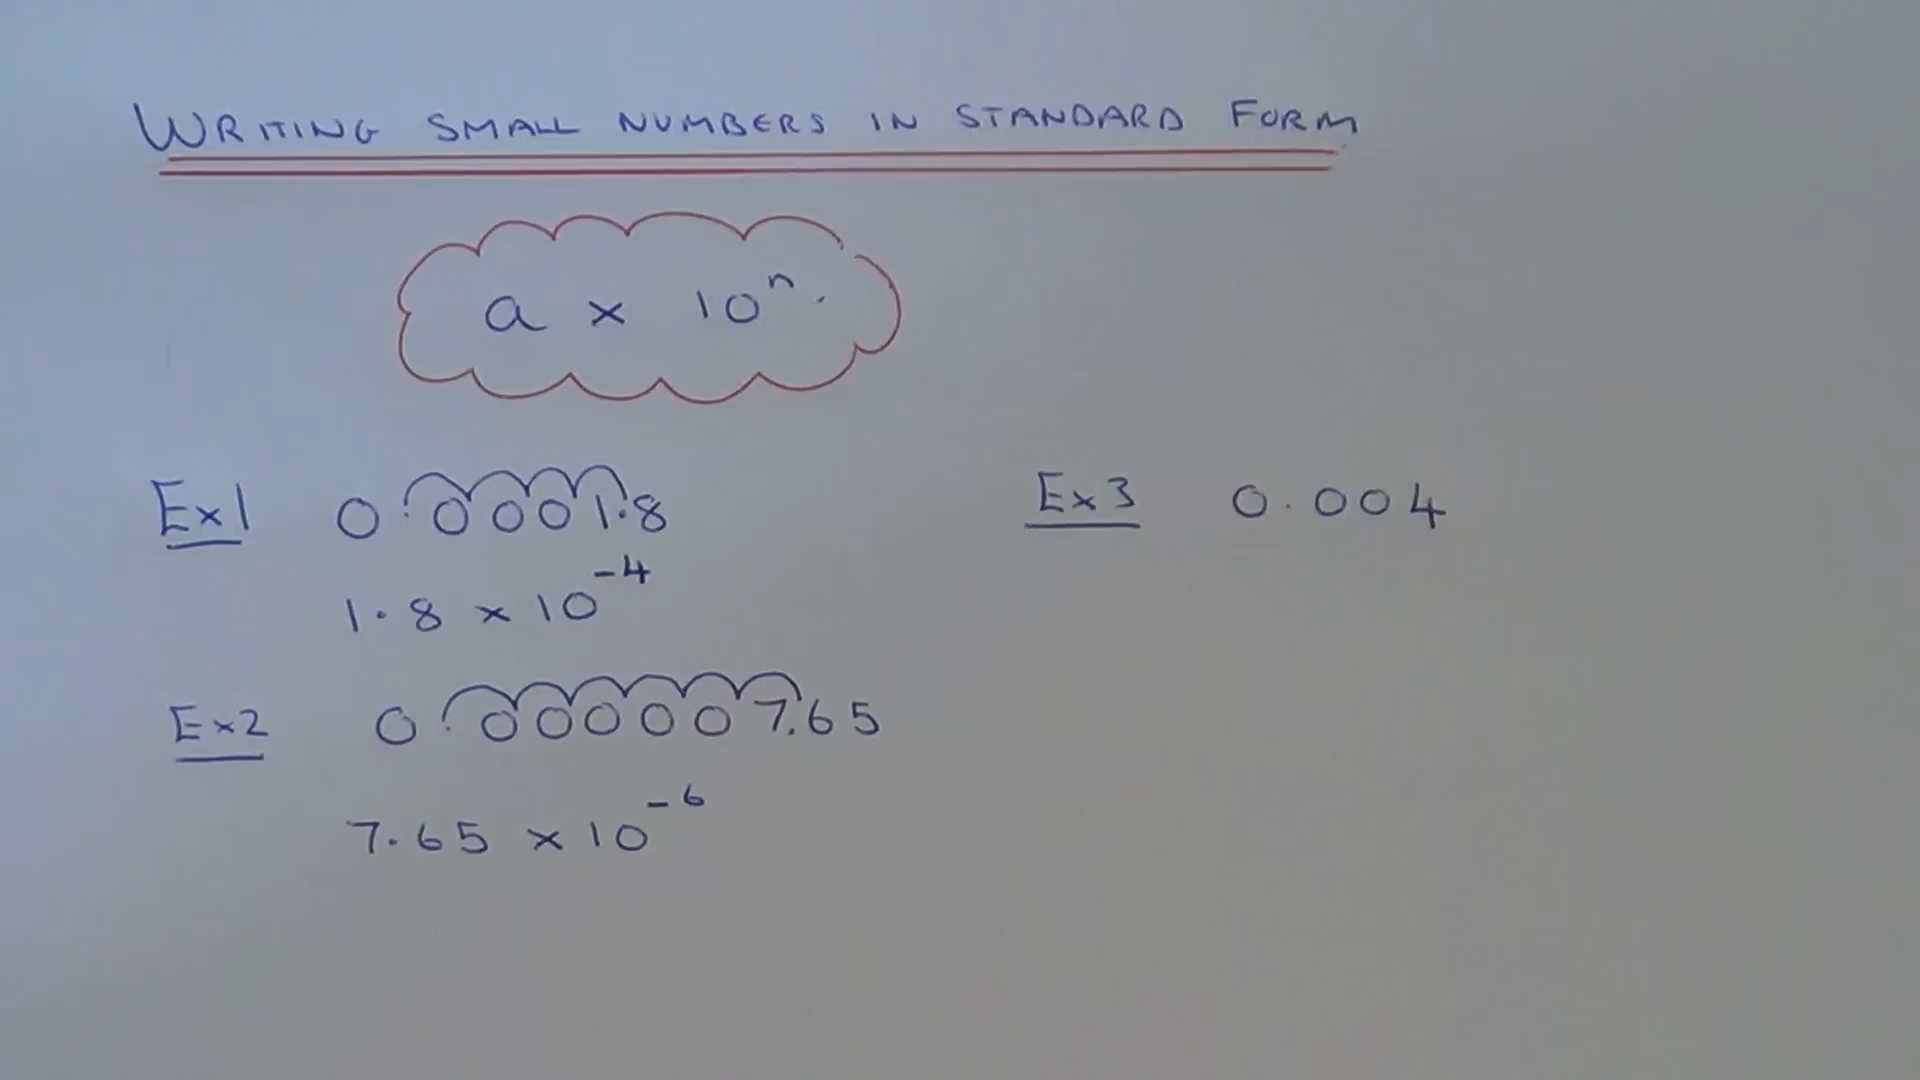 WRITING SMALL NUMBERS IN STANDARD FORM
a × 10ⁿ.
Ex1 0.0001.8
1.8 × 10⁻⁴
Ex2 0.000007.65
7.65 × 10⁻⁶
Ex3 0.004